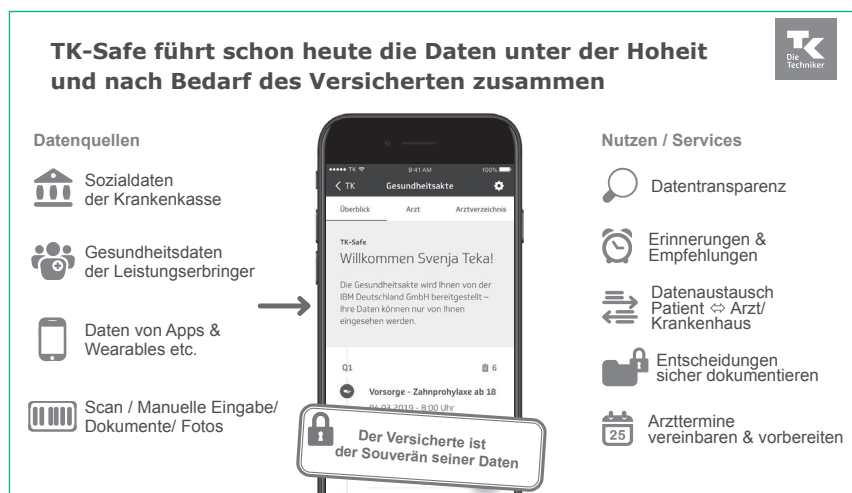 TK-Safe führt schon heute die Daten unter der Hoheit
und nach Bedarf des Versicherten zusammen
TK
Die
Techniker
Datenquellen
Sozialdaten
der Krankenkasse
Gesundheitsdaten
der Leistungserbringer
Daten von Apps &
Wearables etc.
Scan / Manuelle Eingabe/
Dokumente/ Fotos
TK
9:41 AM
100%
< TK
Gesundheitsakte
Überblick
Arzt
Arztverzeichnis
TK-Safe
Willkommen Svenja Teka!
Die Gesundheitsakte wird Ihnen von der
IBM Deutschland GmbH bereitgestellt –
Ihre Daten können nur von Ihnen
eingesehen werden.
Q1
6
Vorsorge - Zahnprophylaxe ab 18
04.03.2019 - 8:00 Uhr
Der Versicherte ist
der Souverän seiner Daten
Nutzen / Services
Datentransparenz
Erinnerungen &
Empfehlungen
Datenaustausch
Patient ⇔ Arzt/
Krankenhaus
Entscheidungen
sicher dokumentieren
25
Arzttermine
vereinbaren & vorbereiten